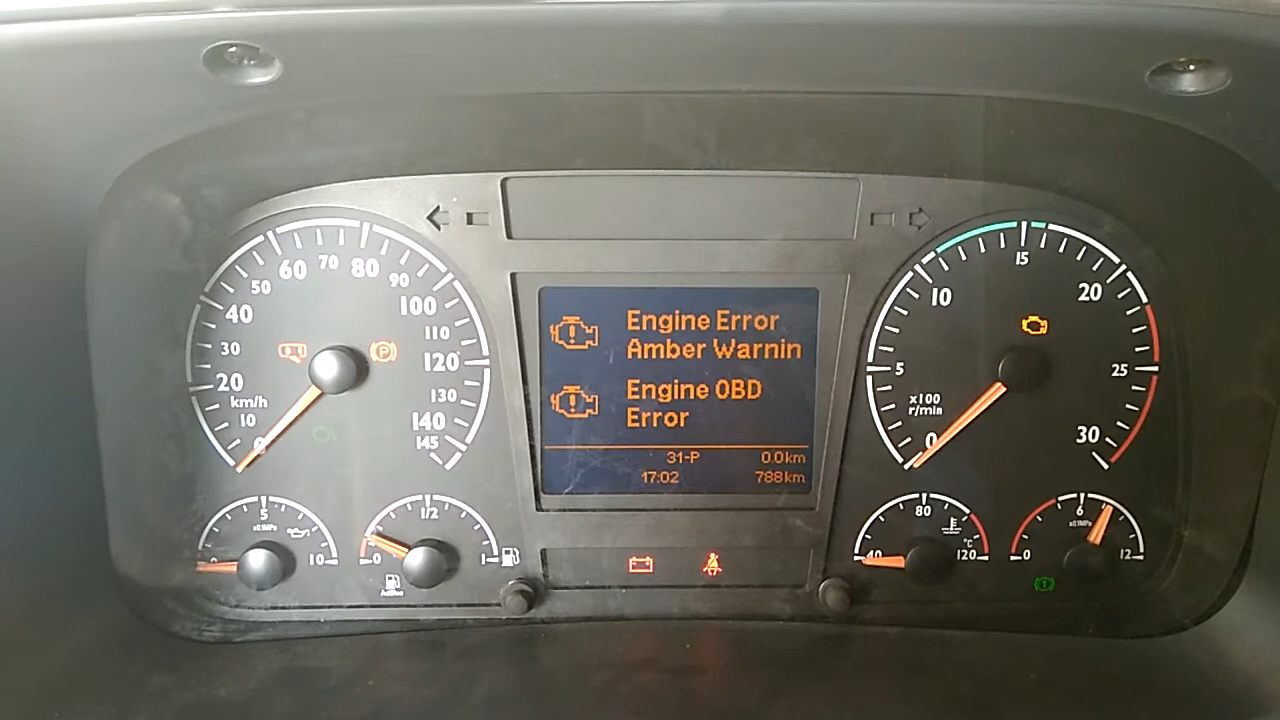 Engine Error
Amber Warnin
Engine OBD
Error
31-P 0.0km
17:02 788km
0
10
20
30
40
50
60
70
80
90
100
110
120
130
140
145
km/h
P
0
5
10
15
20
25
30
x100
r/min
5
x0.1MPa
10
0
1/2
1
AdBlue
40
80
120
°C
0
6
12
x0.1MPa
1